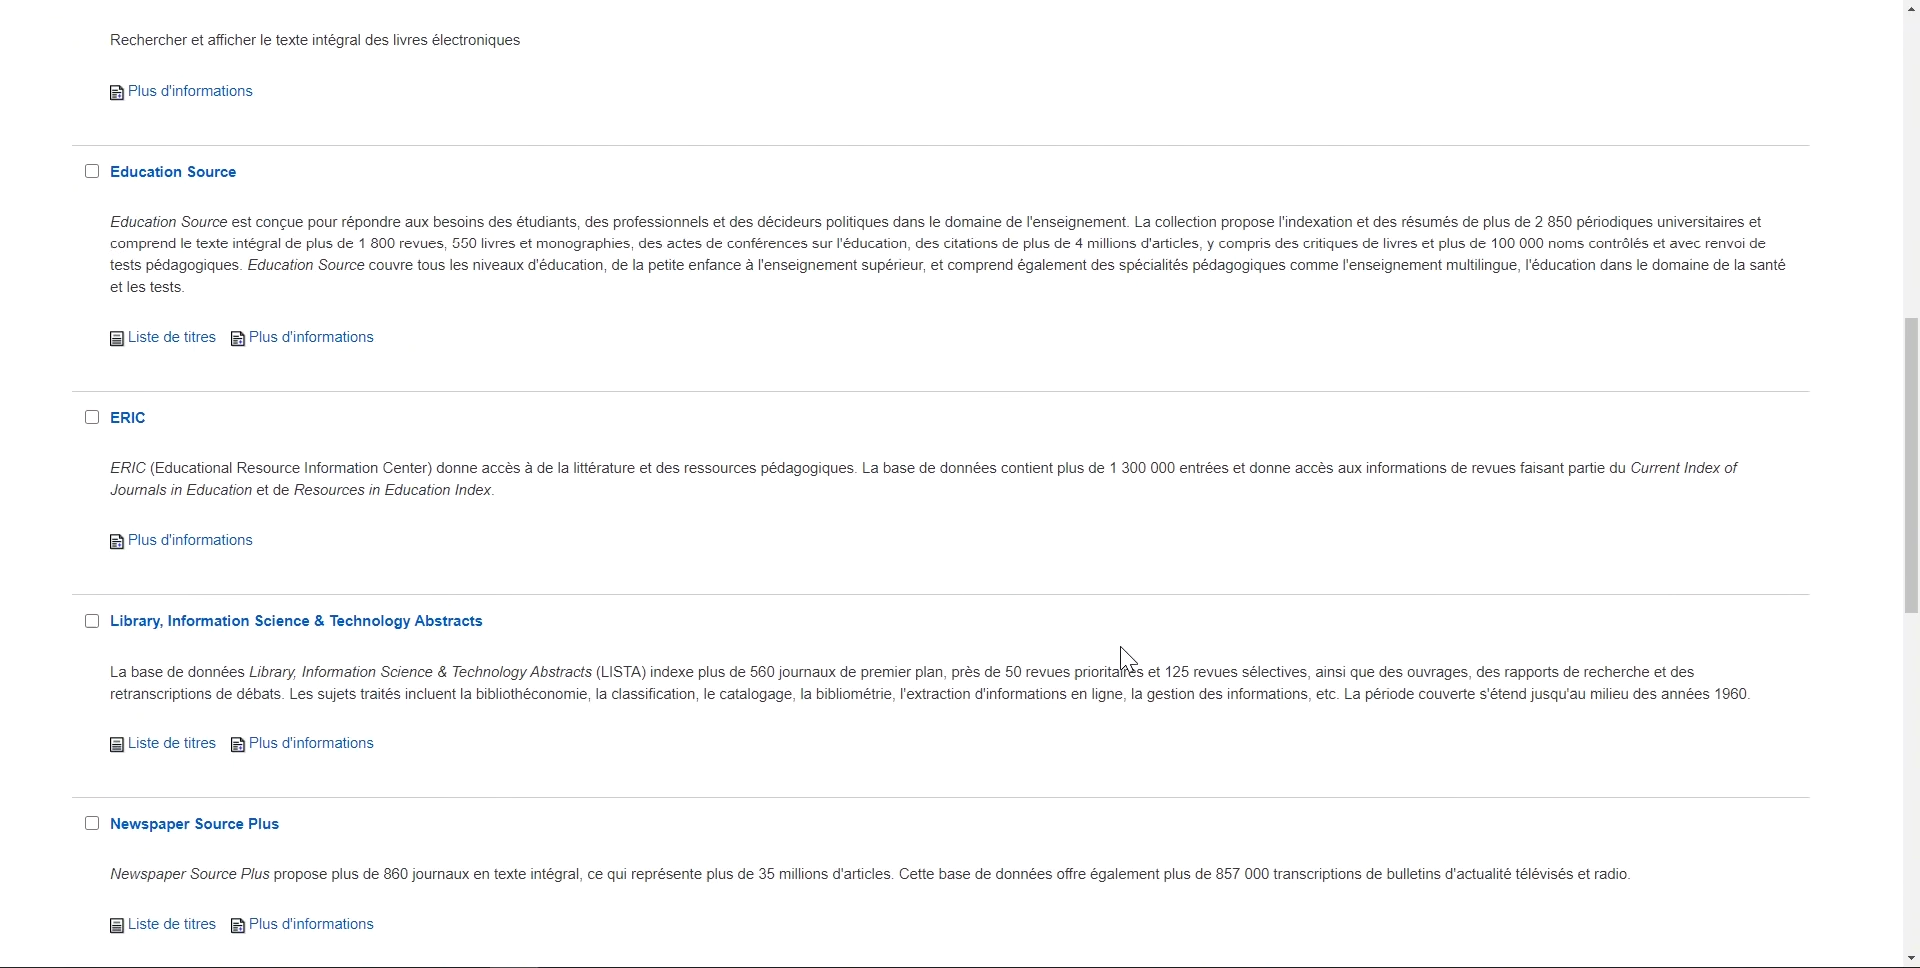 Rechercher et afficher le texte intégral des livres électroniques
Plus d'informations
Education Source
Education Source est conçue pour répondre aux besoins des étudiants, des professionnels et des décideurs politiques dans le domaine de l'enseignement. La collection propose l'indexation et des résumés de plus de 2 850 périodiques universitaires et
comprend le texte intégral de plus de 1 800 revues, 550 livres et monographies, des actes de conférences sur l'éducation, des citations de plus de 4 millions d'articles, y compris des critiques de livres et plus de 100 000 noms contrôlés et avec renvoi de
tests pédagogiques. Education Source couvre tous les niveaux d'éducation, de la petite enfance à l'enseignement supérieur, et comprend également des spécialités pédagogiques comme l'enseignement multilingue, l'éducation dans le domaine de la santé
et les tests.
Liste de titres Plus d'informations
ERIC
ERIC (Educational Resource Information Center) donne accès à de la littérature et des ressources pédagogiques. La base de données contient plus de 1 300 000 entrées et donne accès aux informations de revues faisant partie du Current Index of
Journals in Education et de Resources in Education Index.
Plus d'informations
Library, Information Science & Technology Abstracts
La base de données Library, Information Science & Technology Abstracts (LISTA) indexe plus de 560 journaux de premier plan, près de 50 revues prioritaires et 125 revues sélectives, ainsi que des ouvrages, des rapports de recherche et des
retranscriptions de débats. Les sujets traités incluent la bibliothéconomie, la classification, le catalogage, la bibliométrie, l'extraction d'informations en ligne, la gestion des informations, etc. La période couverte s'étend jusqu'au milieu des années 1960.
Liste de titres Plus d'informations
Newspaper Source Plus
Newspaper Source Plus propose plus de 860 journaux en texte intégral, ce qui représente plus de 35 millions d'articles. Cette base de données offre également plus de 857 000 transcriptions de bulletins d'actualité télévisés et radio.
Liste de titres Plus d'informations